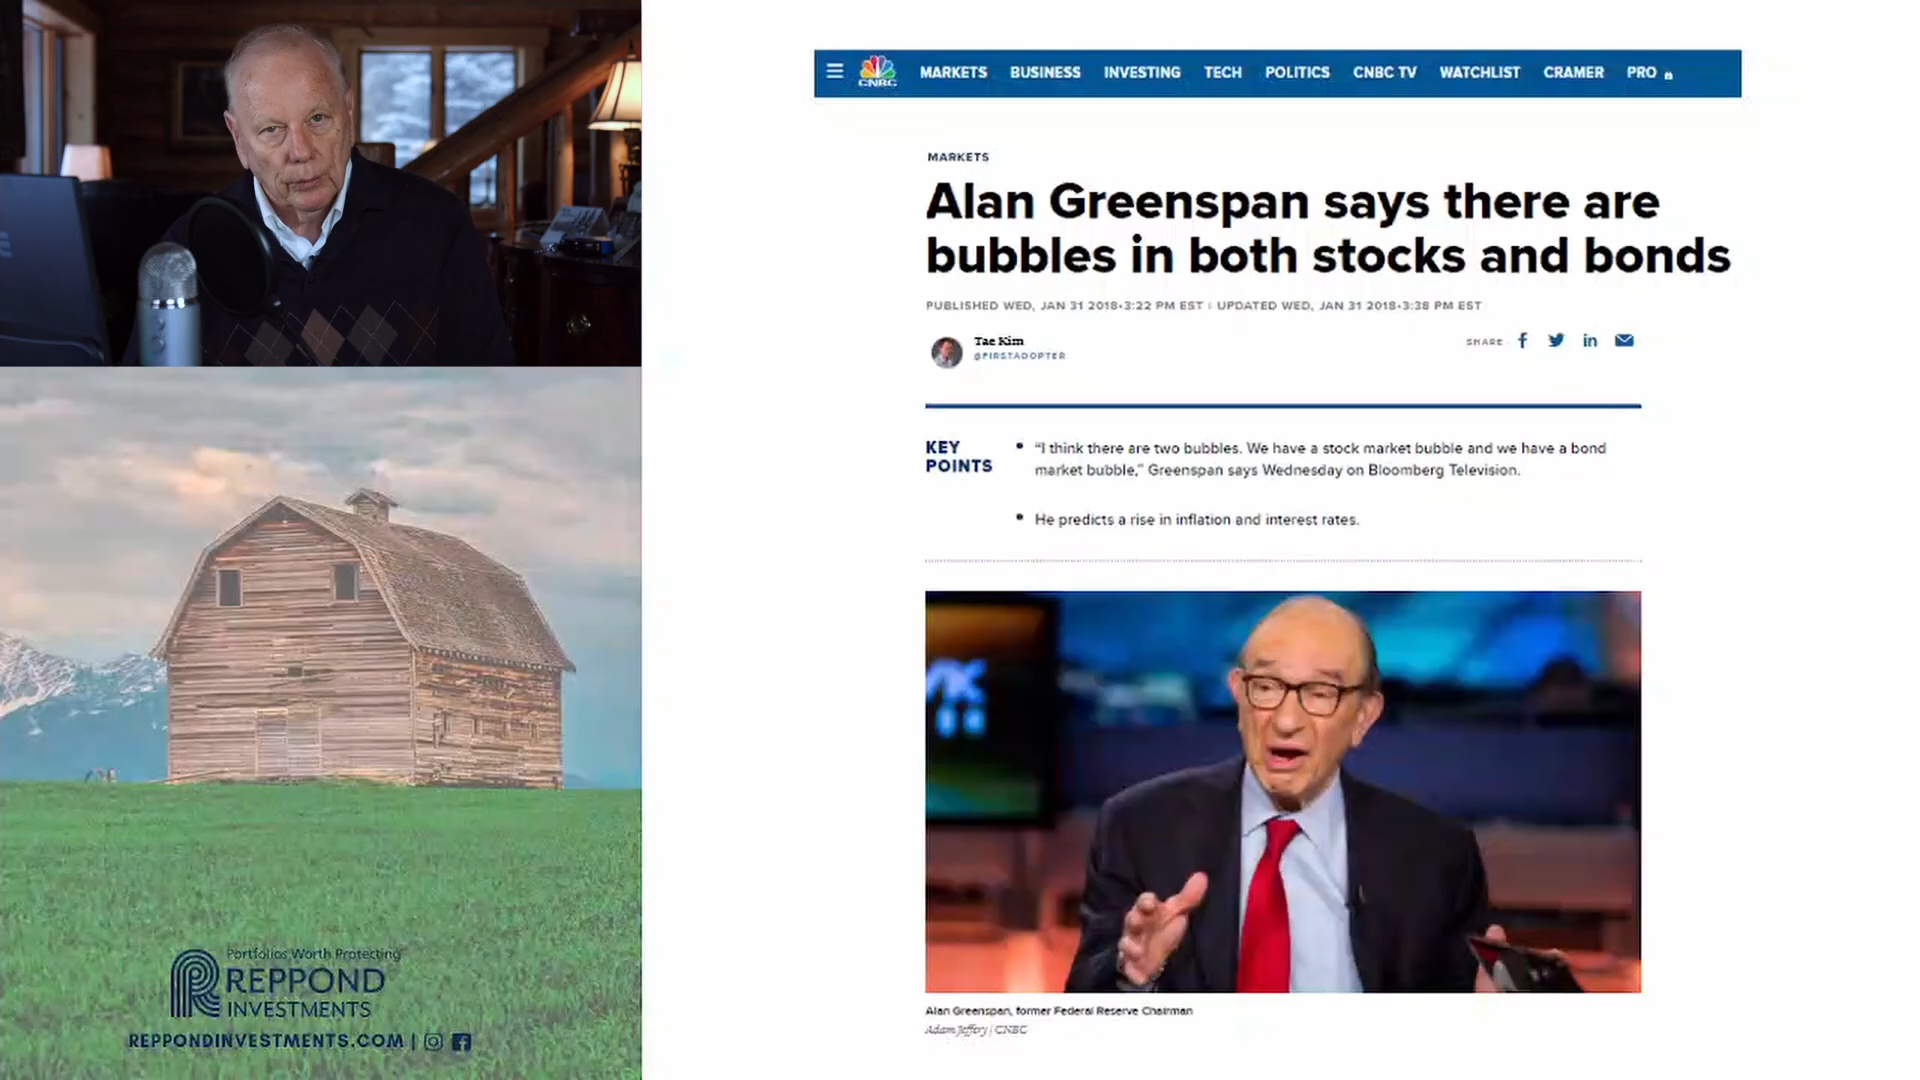 MARKETS BUSINESS INVESTING TECH POLITICS CNBC TV WATCHLIST CRAMER PRO
CNBC
MARKETS
Alan Greenspan says there are
bubbles in both stocks and bonds
PUBLISHED WED, JAN 31 2018•3:22 PM EST | UPDATED WED, JAN 31 2018•3:38 PM EST
Tae Kim
@FIRSTADOPTER
SHARE
KEY
POINTS
• “I think there are two bubbles. We have a stock market bubble and we have a bond
market bubble,” Greenspan says Wednesday on Bloomberg Television.
• He predicts a rise in inflation and interest rates.
Alan Greenspan, former Federal Reserve Chairman
Adam Jeffery | CNBC
Portfolios Worth Protecting
REPPOND
INVESTMENTS
REPPONDINVESTMENTS.COM |